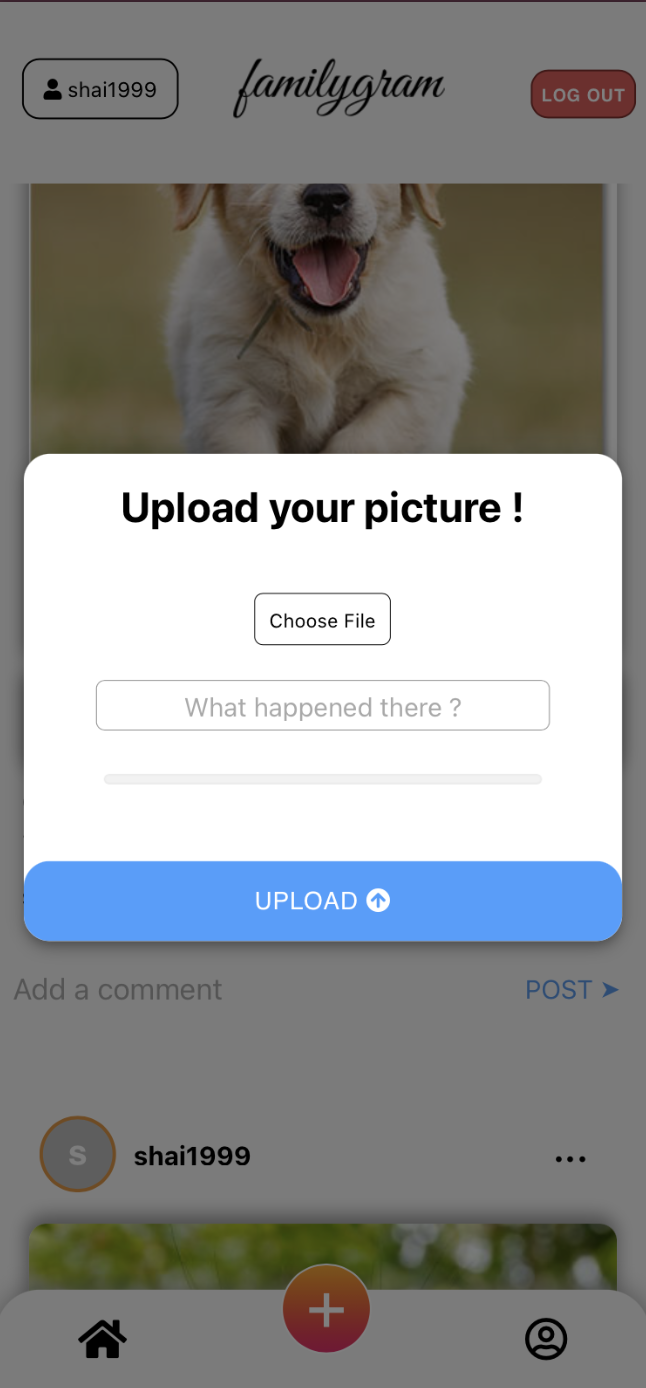 shai1999
familygram
LOG OUT
Upload your picture !
Choose File
What happened there ?
UPLOAD
Add a comment
POST ➤
S
shai1999